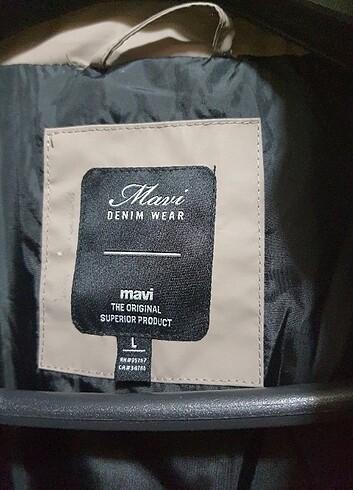 Mavi
DENIM WEAR
mavi
THE ORIGINAL
SUPERIOR PRODUCT
L